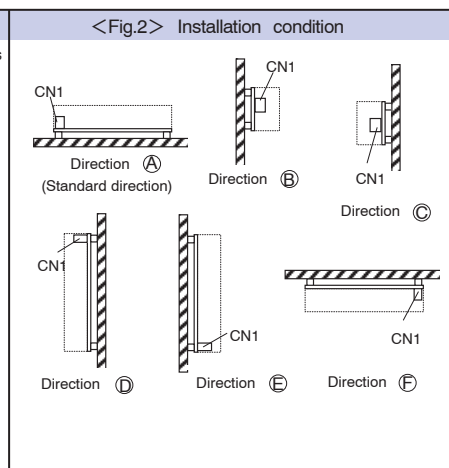 <Fig.2> Installation condition
s
CN1
CN1
CN1
Direction Ⓐ
(Standard direction)
Direction Ⓑ
Direction Ⓒ
CN1
CN1
CN1
Direction Ⓓ
Direction Ⓔ
Direction Ⓕ